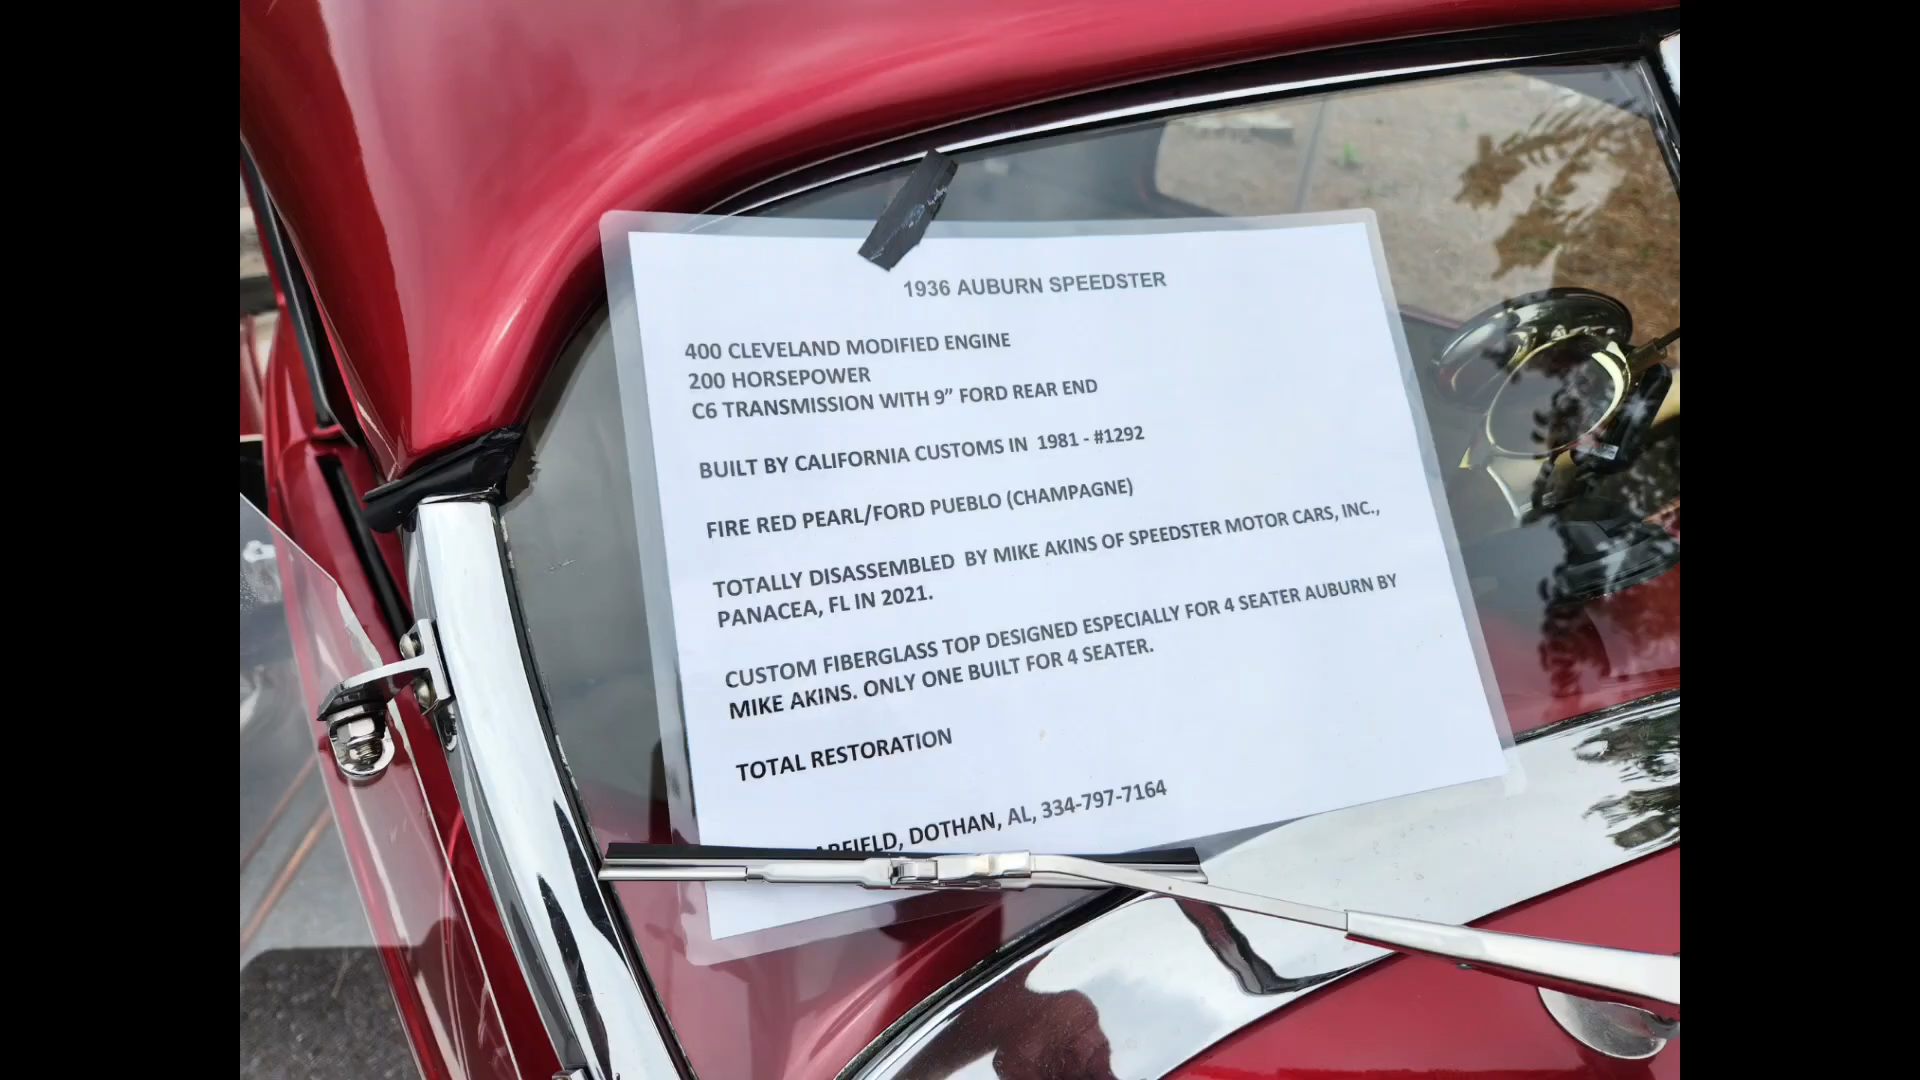 1936 AUBURN SPEEDSTER
400 CLEVELAND MODIFIED ENGINE
200 HORSEPOWER
C6 TRANSMISSION WITH 9” FORD REAR END
BUILT BY CALIFORNIA CUSTOMS IN 1981 - #1292
FIRE RED PEARL/FORD PUEBLO (CHAMPAGNE)
TOTALLY DISASSEMBLED BY MIKE AKINS OF SPEEDSTER MOTOR CARS, INC.,
PANACEA, FL IN 2021.
CUSTOM FIBERGLASS TOP DESIGNED ESPECIALLY FOR 4 SEATER AUBURN BY
MIKE AKINS. ONLY ONE BUILT FOR 4 SEATER.
TOTAL RESTORATION
DOTHAN, AL, 334-797-7164